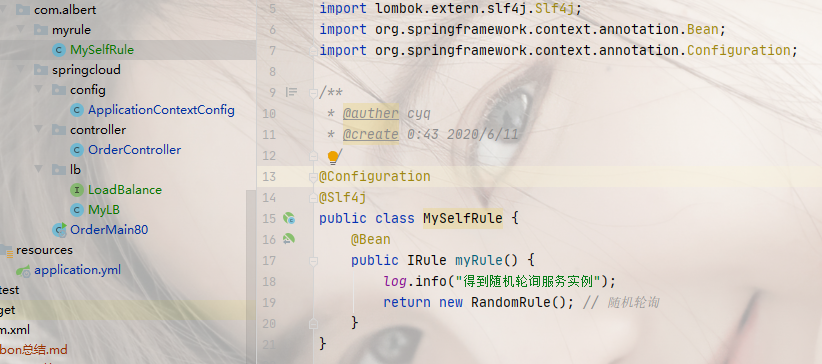 com.albert
myrule
MySelfRule
springcloud
config
ApplicationContextConfig
controller
OrderController
lb
LoadBalance
MyLB
OrderMain80
resources
application.yml
test
get
m.xml
bon总结.md
5 import lombok.extern.slf4j.Slf4j;
6 import org.springframework.context.annotation.Bean;
7 import org.springframework.context.annotation.Configuration;
8
9 /**
10 * @auther cyq
11 * @create 0:43 2020/6/11
12 */
13 @Configuration
14 @Slf4j
15 public class MySelfRule {
16 @Bean
17 public IRule myRule() {
18 log.info("得到随机轮询服务实例");
19 return new RandomRule(); // 随机轮询
20 }
21 }